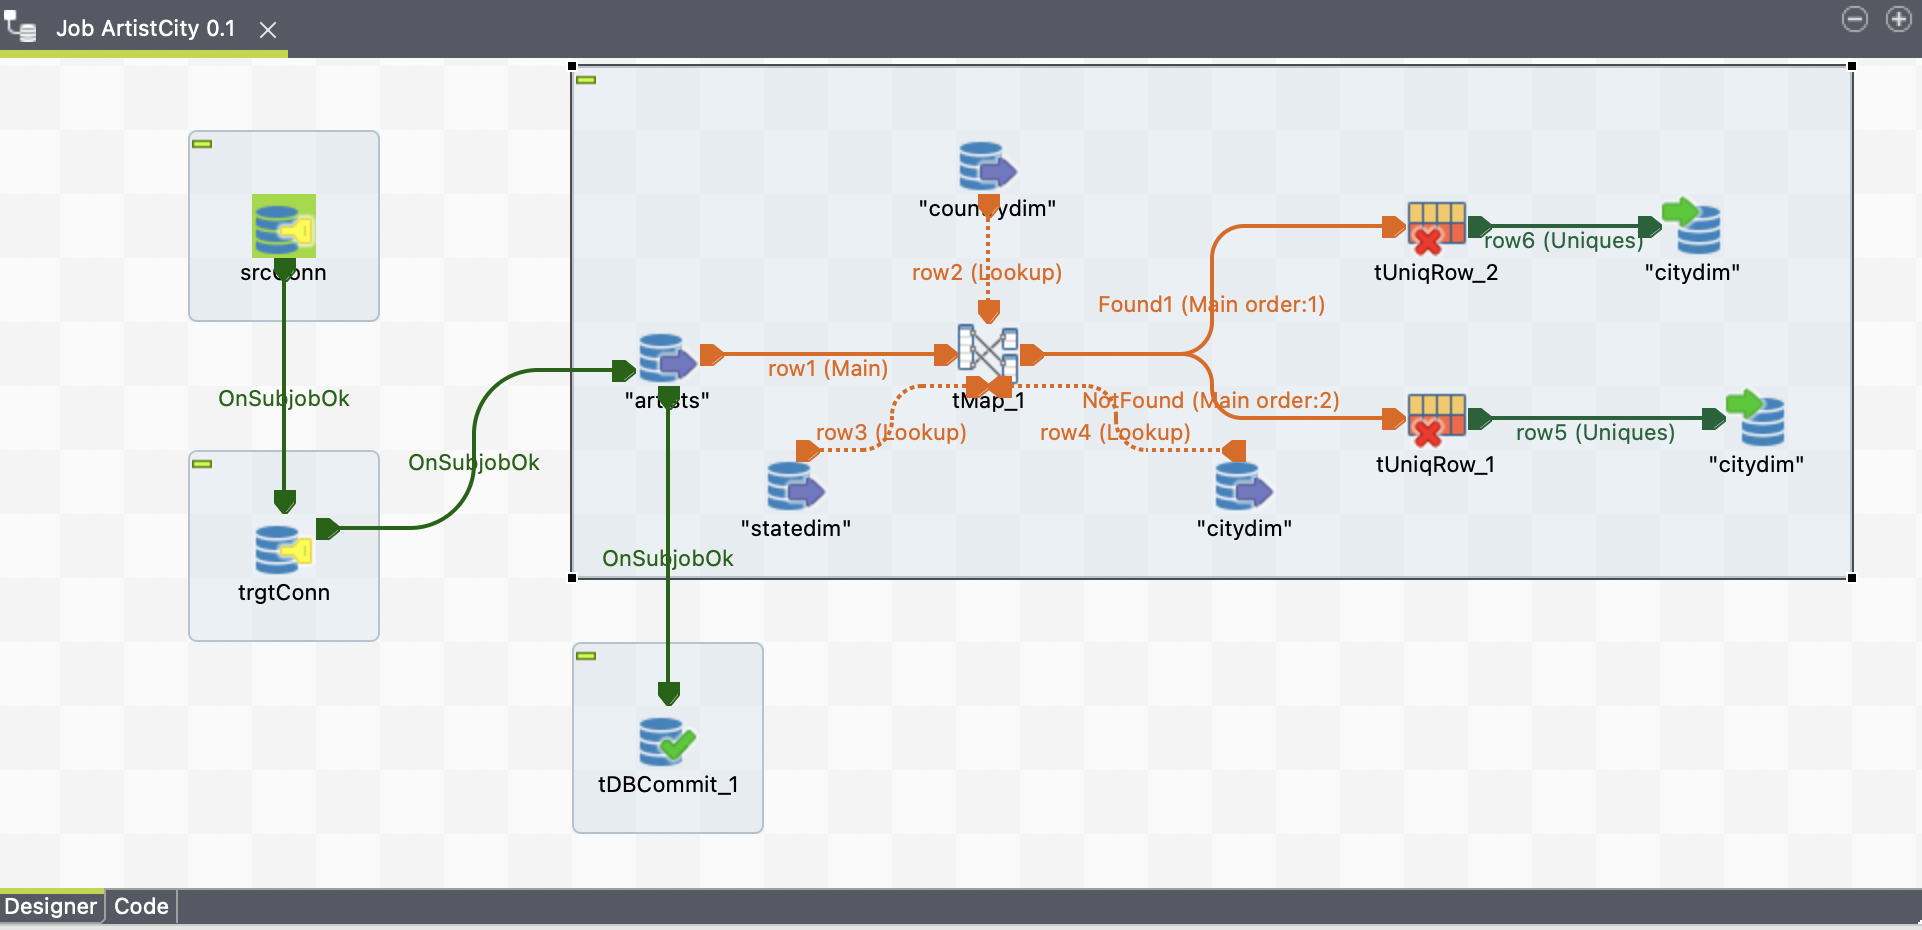 Job ArtistCity 0.1
srcConn
OnSubjobOk
trgtConn
OnSubjobOk
"countrydim"
row2 (Lookup)
"artists"
row1 (Main)
tMap_1
row3 (Lookup)
"statedim"
row4 (Lookup)
"citydim"
Found1 (Main order:1)
NotFound (Main order:2)
tUniqRow_2
row6 (Uniques)
"citydim"
tUniqRow_1
row5 (Uniques)
"citydim"
OnSubjobOk
tDBCommit_1
Designer
Code